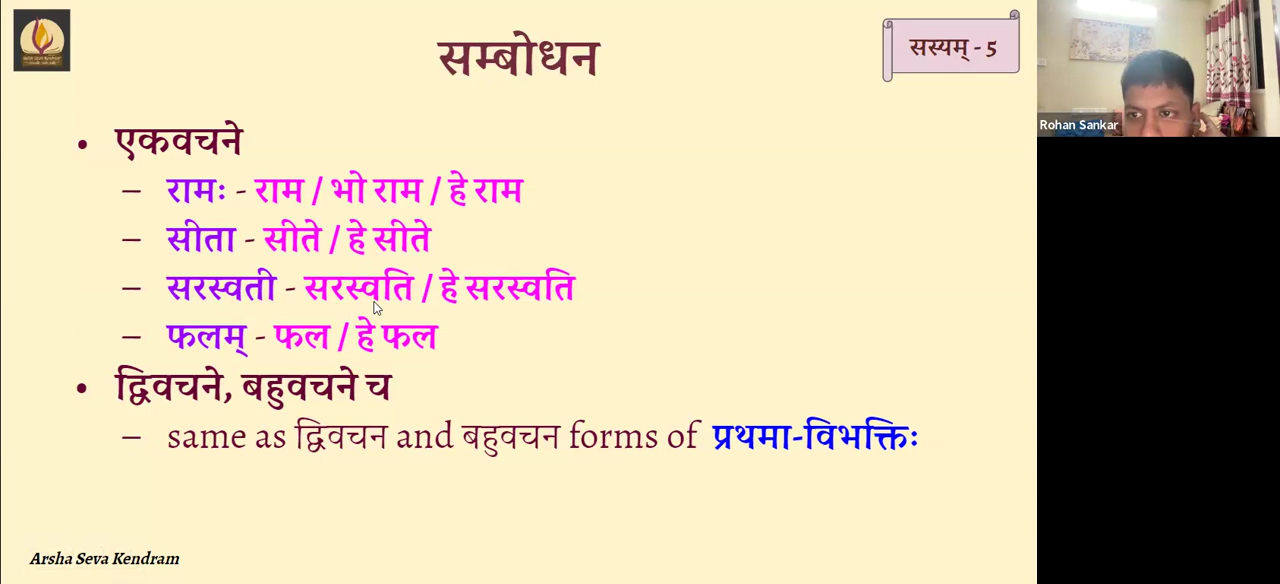 सम्बोधन
सस्यम् - 5
Rohan Sankar
• एकवचने
– रामः - राम / भो राम / हे राम
– सीता - सीते / हे सीते
– सरस्वती - सरस्वति / हे सरस्वति
– फलम् - फल / हे फल
• द्विवचने, बहुवचने च
– same as द्विवचन and बहुवचन forms of प्रथमा-विभक्तिः
Arsha Seva Kendram